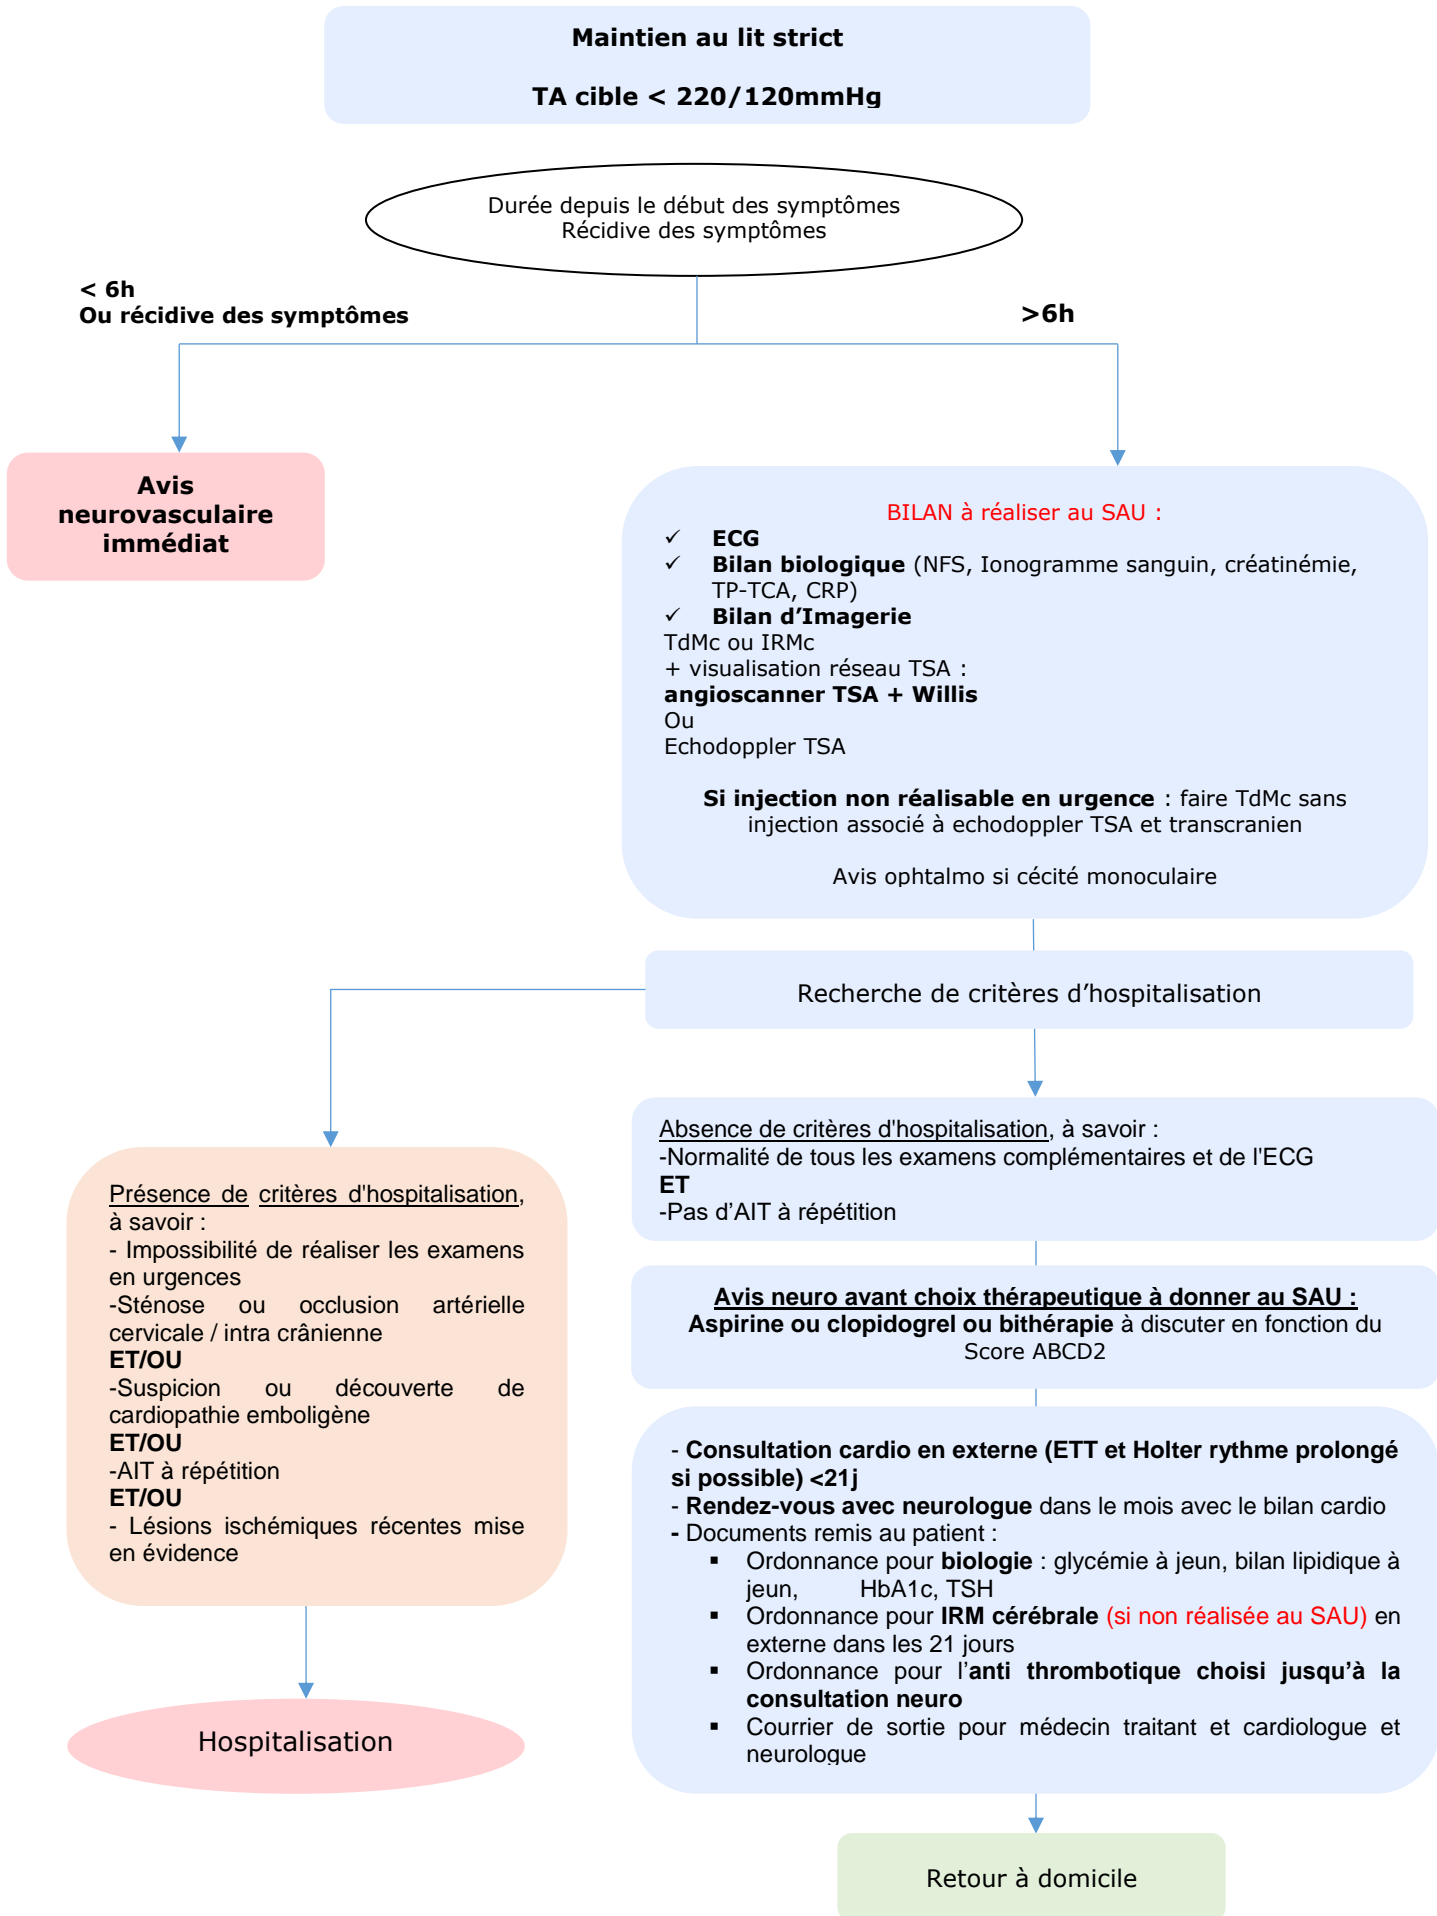 Maintien au lit strict
TA cible < 220/120mmHg
Durée depuis le début des symptômes
Récidive des symptômes
< 6h
Ou récidive des symptômes
>6h
Avis
neurovasculaire
immédiat
BILAN à réaliser au SAU :
✓ ECG
✓ Bilan biologique (NFS, Ionogramme sanguin, créatinémie,
TP-TCA, CRP)
✓ Bilan d’Imagerie
TdMc ou IRMc
+ visualisation réseau TSA :
angioscanner TSA + Willis
Ou
Echodoppler TSA
Si injection non réalisable en urgence : faire TdMc sans
injection associé à echodoppler TSA et transcranien
Avis ophtalmo si cécité monoculaire
Recherche de critères d’hospitalisation
Présence de critères d'hospitalisation,
à savoir :
- Impossibilité de réaliser les examens
en urgences
-Sténose ou occlusion artérielle
cervicale / intra crânienne
ET/OU
-Suspicion ou découverte de
cardiopathie emboligène
ET/OU
-AIT à répétition
ET/OU
- Lésions ischémiques récentes mise
en évidence
Hospitalisation
Absence de critères d'hospitalisation, à savoir :
-Normalité de tous les examens complémentaires et de l'ECG
ET
-Pas d’AIT à répétition
Avis neuro avant choix thérapeutique à donner au SAU :
Aspirine ou clopidogrel ou bithérapie à discuter en fonction du
Score ABCD2
- Consultation cardio en externe (ETT et Holter rythme prolongé
si possible) <21j
- Rendez-vous avec neurologue dans le mois avec le bilan cardio
- Documents remis au patient :
▪ Ordonnance pour biologie : glycémie à jeun, bilan lipidique à
jeun, HbA1c, TSH
▪ Ordonnance pour IRM cérébrale (si non réalisée au SAU) en
externe dans les 21 jours
▪ Ordonnance pour l’anti thrombotique choisi jusqu’à la
consultation neuro
▪ Courrier de sortie pour médecin traitant et cardiologue et
neurologue
Retour à domicile